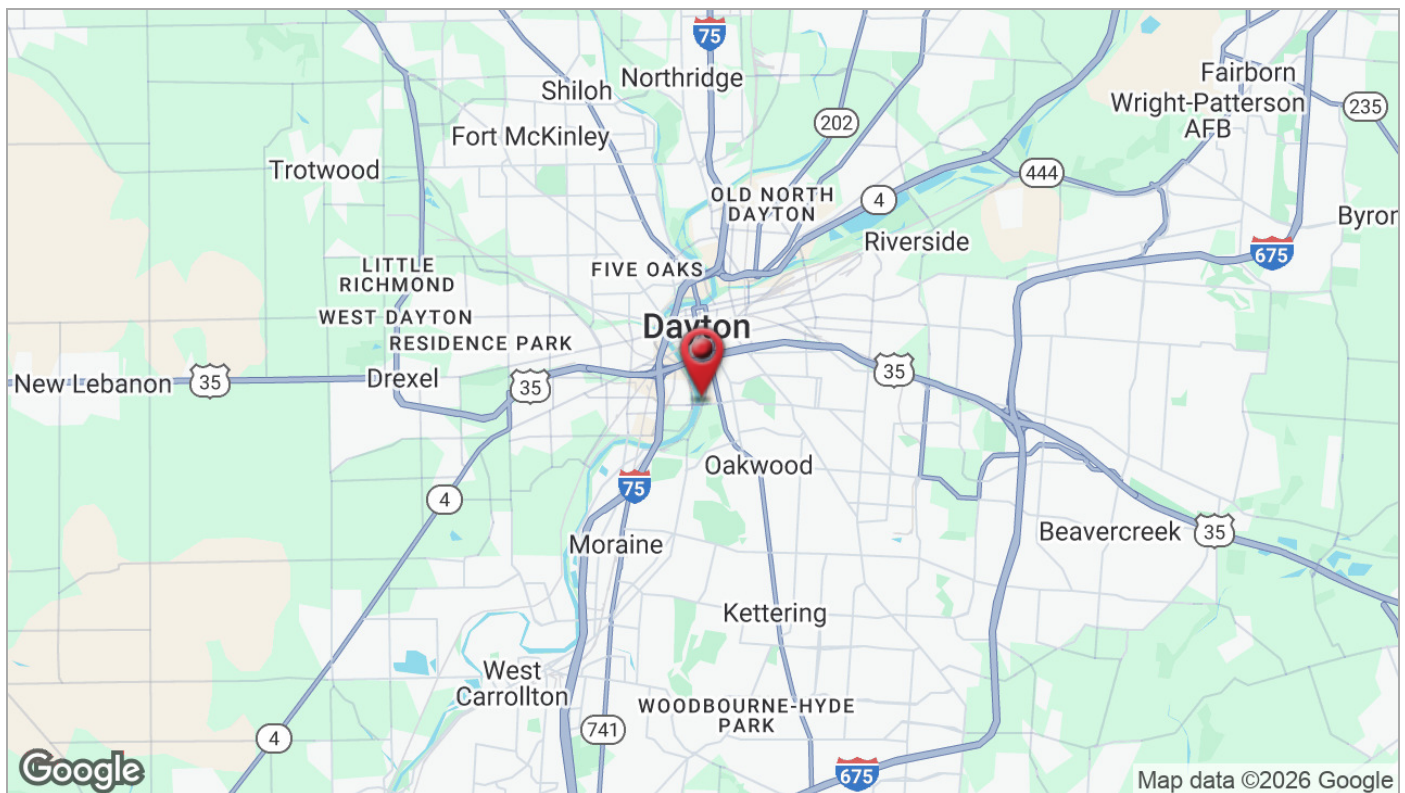 75
Northridge
Shiloh
Fairborn
Wright-Patterson
AFB
235
202
Fort McKinley
Trotwood
444
OLD NORTH
DAYTON
4
Byron
Riverside
675
LITTLE
RICHMOND
FIVE OAKS
WEST DAYTON
Dayton
RESIDENCE PARK
New Lebanon
35
Drexel
35
35
Oakwood
75
4
Moraine
Beavercreek
35
Kettering
West
Carrollton
WOODBOURNE-HYDE
PARK
741
4
675
Google
Map data ©2026 Google